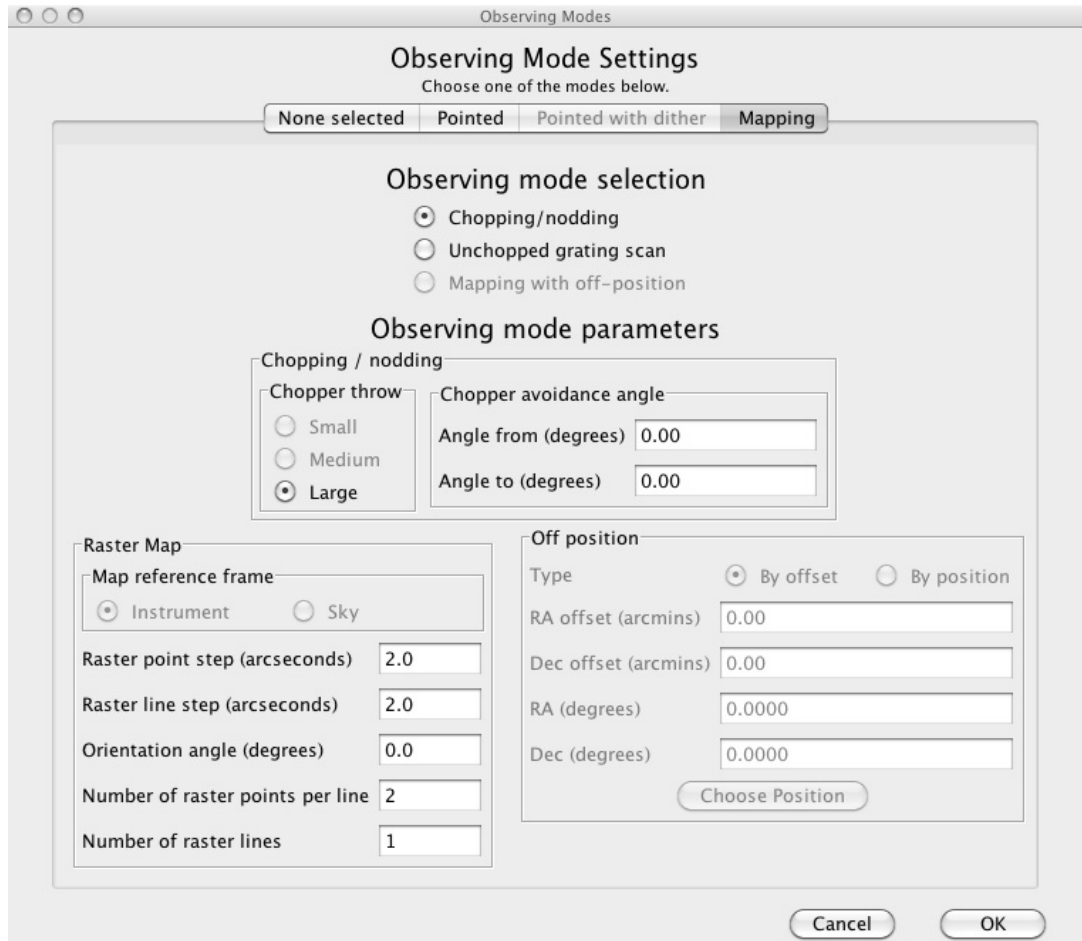 Observing Modes
Observing Mode Settings
Choose one of the modes below.
None selected Pointed Pointed with dither Mapping
Observing mode selection
Chopping/nodding
Unchopped grating scan
Mapping with off-position
Observing mode parameters
Chopping / nodding
Chopper throw
Small
Medium
Large
Chopper avoidance angle
Angle from (degrees) 0.00
Angle to (degrees) 0.00
Raster Map
Map reference frame
Instrument Sky
Raster point step (arcseconds) 2.0
Raster line step (arcseconds) 2.0
Orientation angle (degrees) 0.0
Number of raster points per line 2
Number of raster lines 1
Off position
Type By offset By position
RA offset (arcmins) 0.00
Dec offset (arcmins) 0.00
RA (degrees) 0.0000
Dec (degrees) 0.0000
Choose Position
Cancel OK